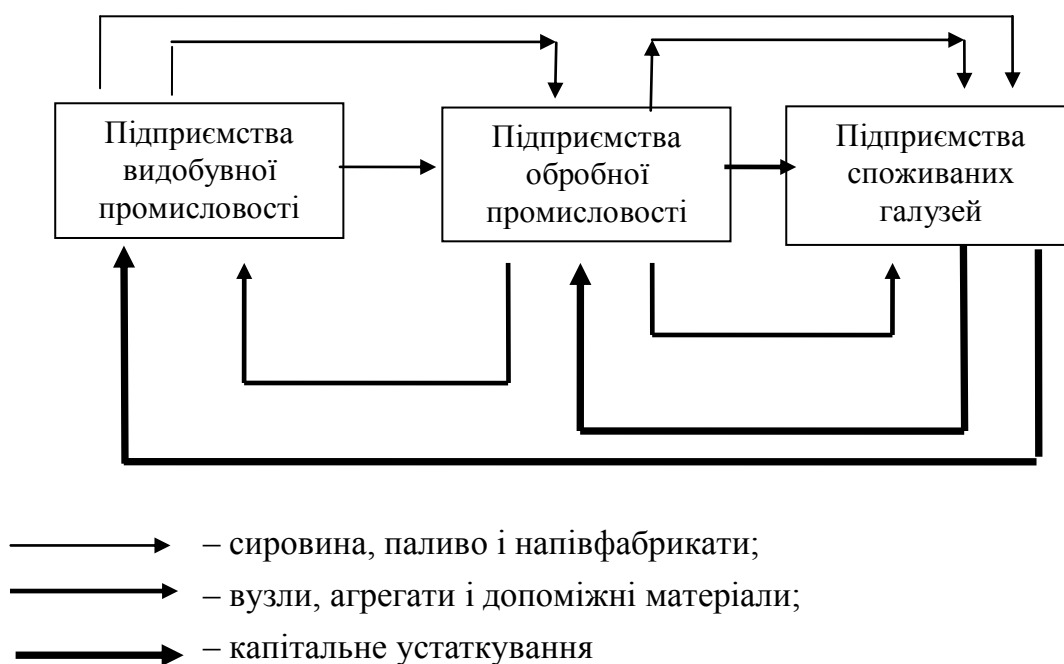 Підприємства
видобувної
промисловості
Підприємства
обробної
промисловості
Підприємства
споживаних
галузей
– сировина, паливо і напівфабрикати;
– вузли, агрегати і допоміжні матеріали;
– капітальне устаткування